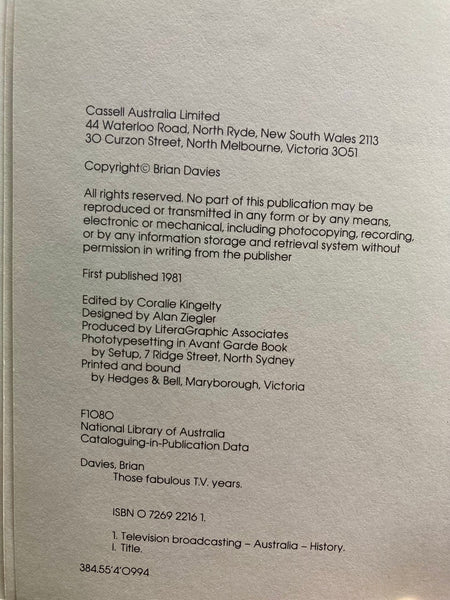 Cassell Australia Limited
44 Waterloo Road, North Ryde, New South Wales 2113
30 Curzon Street, North Melbourne, Victoria 3051
Copyright© Brian Davies
All rights reserved. No part of this publication may be
reproduced or transmitted in any form or by any means,
electronic or mechanical, including photocopying, recording,
or by any information storage and retrieval system without
permission in writing from the publisher
First published 1981
Edited by Coralie Kingelty
Designed by Alan Ziegler
Produced by LiteraGraphic Associates
Phototypesetting in Avant Garde Book
by Setup, 7 Ridge Street, North Sydney
Printed and bound
by Hedges & Bell, Maryborough, Victoria
F1080
National Library of Australia
Cataloguing-in-Publication Data
Davies, Brian
Those fabulous T.V. years.
ISBN 0 7269 2216 1.
1. Television broadcasting – Australia – History.
I. Title.
384.55'4'0994